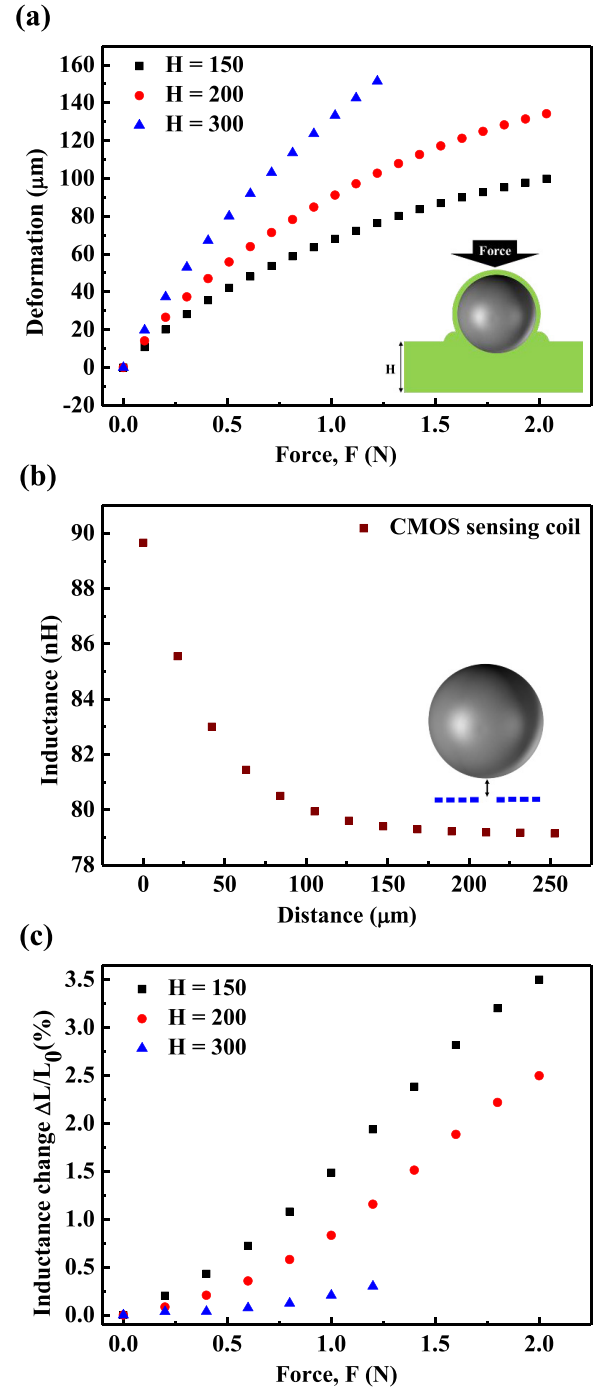 (a)
H = 150
H = 200
H = 300
160
140
120
100
80
60
40
20
0
-20
Deformation (μm)
Force
H
0.0 0.5 1.0 1.5 2.0
Force, F (N)
(b)
CMOS sensing coil
90
88
86
84
82
80
78
Inductance (nH)
0 50 100 150 200 250
Distance (μm)
(c)
H = 150
H = 200
H = 300
3.5
3.0
2.5
2.0
1.5
1.0
0.5
0.0
Inductance change ΔL/L0(%)
0.0 0.5 1.0 1.5 2.0
Force, F (N)